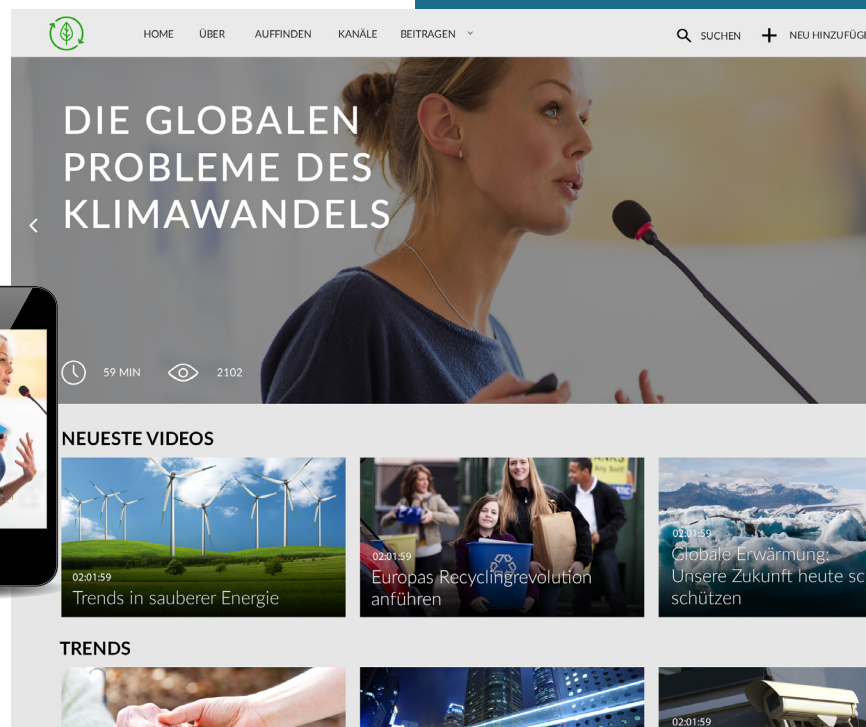 HOME ÜBER AUFFINDEN KANÄLE BEITRAGEN SUCHEN NEU HINZUFÜGE
DIE GLOBALEN
PROBLEME DES
KLIMAWANDELS
59 MIN 2102
NEUESTE VIDEOS
02:01:59
Trends in sauberer Energie
02:01:59
Europas Recyclingrevolution
anführen
02:01:59
Globale Erwärmung:
Unsere Zukunft heute sc
schützen
TRENDS
02:01:59